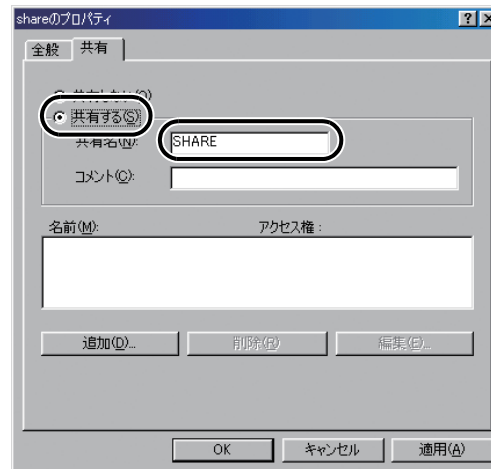 shareのプロパティ
全般 共有
共有しない(O)
共有する(S)
共有名(N): SHARE
コメント(C):
名前(M): アクセス権:
追加(D)... 削除(R) 編集(E)...
OK キャンセル 適用(A)